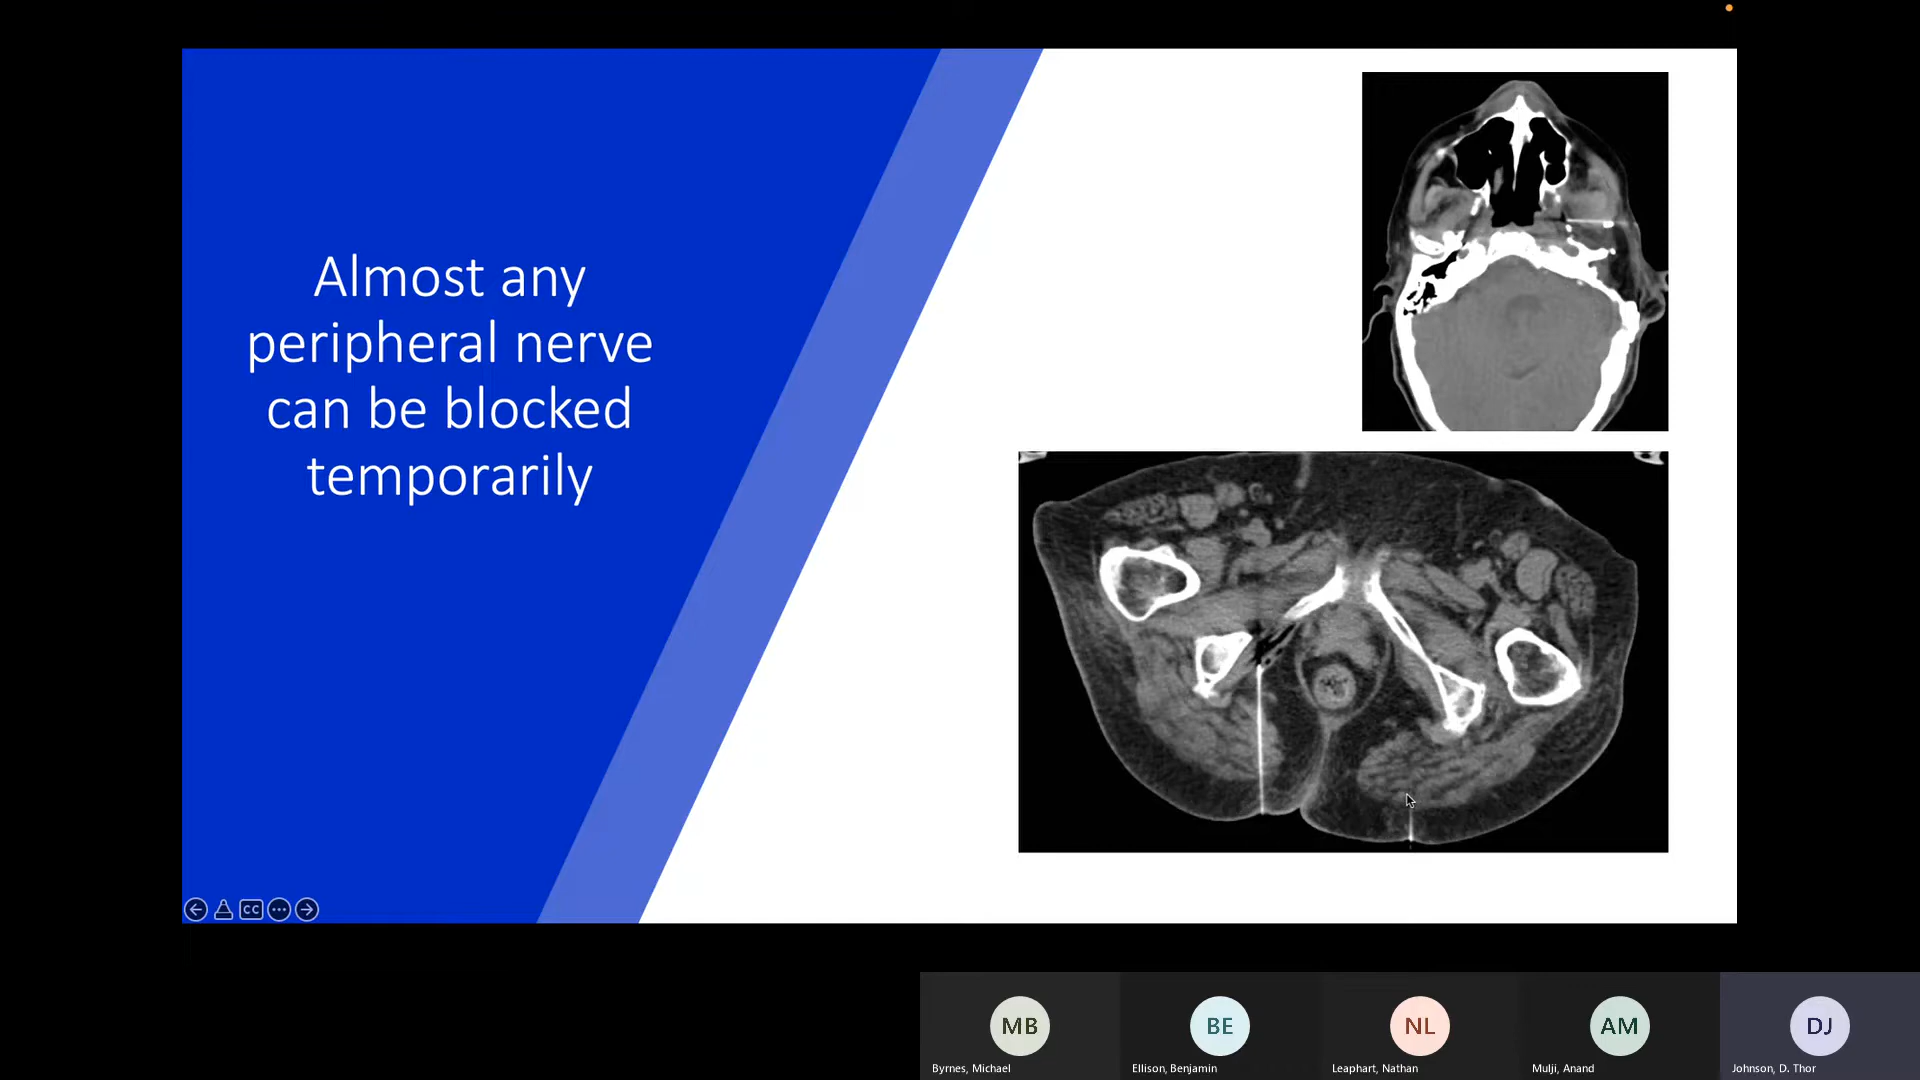 Almost any
peripheral nerve
can be blocked
temporarily
CC
MB
BE
NL
AM
DJ
Byrnes, Michael
Ellison, Benjamin
Leaphart, Nathan
Mulji, Anand
Johnson, D. Thor